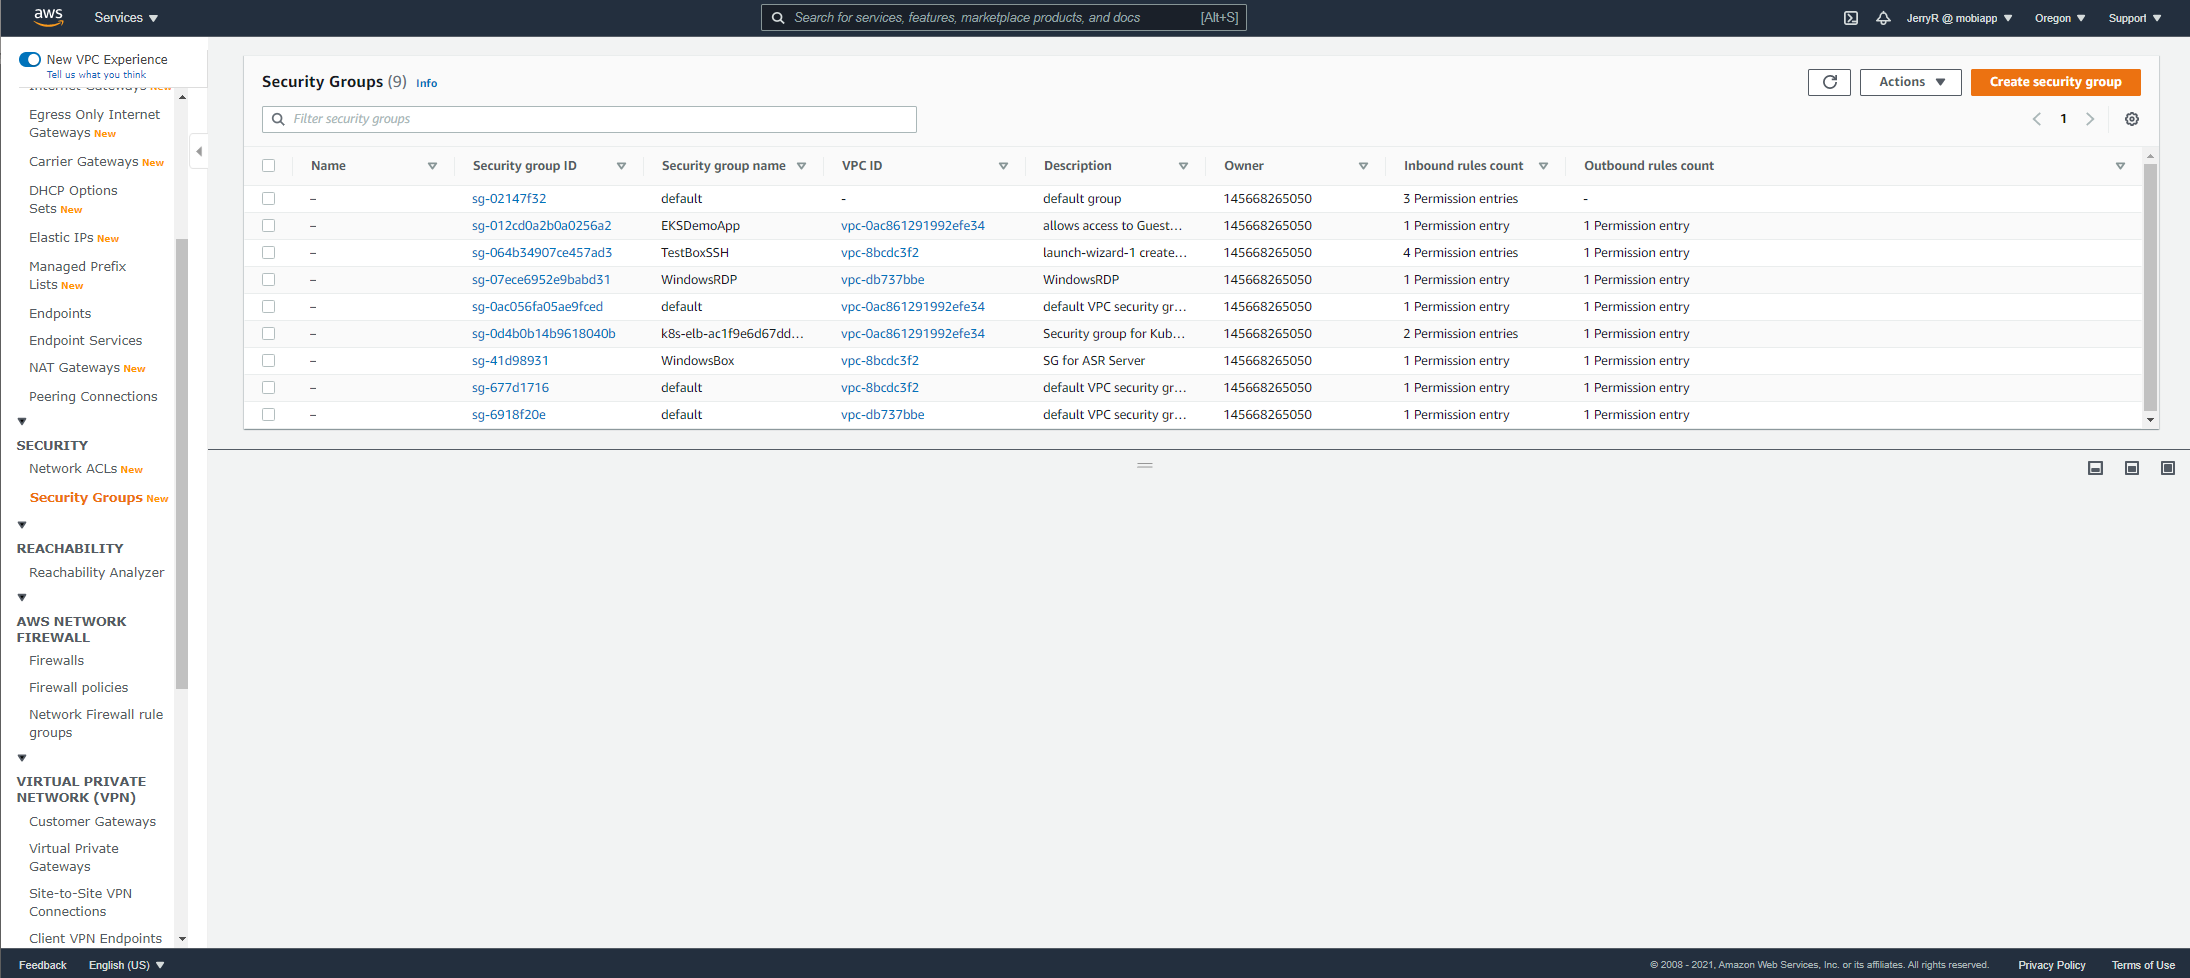 aws Services Search for services, features, marketplace products, and docs [Alt+S] JerryR @ mobiapp Oregon Support
New VPC Experience
Tell us what you think
Internet Gateways New
Egress Only Internet
Gateways New
Carrier Gateways New
DHCP Options
Sets New
Elastic IPs New
Managed Prefix
Lists New
Endpoints
Endpoint Services
NAT Gateways New
Peering Connections
SECURITY
Network ACLs New
Security Groups New
REACHABILITY
Reachability Analyzer
AWS NETWORK
FIREWALL
Firewalls
Firewall policies
Network Firewall rule
groups
VIRTUAL PRIVATE
NETWORK (VPN)
Customer Gateways
Virtual Private
Gateways
Site-to-Site VPN
Connections
Client VPN Endpoints
Security Groups (9) Info Actions Create security group
Filter security groups 1
Name Security group ID Security group name VPC ID Description Owner Inbound rules count Outbound rules count
– sg-02147f32 default - default group 145668265050 3 Permission entries -
– sg-012cd0a2b0a0256a2 EKSDemoApp vpc-0ac861291992efe34 allows access to Guest... 145668265050 1 Permission entry 1 Permission entry
– sg-064b34907ce457ad3 TestBoxSSH vpc-8bcdc3f2 launch-wizard-1 create... 145668265050 4 Permission entries 1 Permission entry
– sg-07ece6952e9babd31 WindowsRDP vpc-db737bbe WindowsRDP 145668265050 1 Permission entry 1 Permission entry
– sg-0ac056fa05ae9fced default vpc-0ac861291992efe34 default VPC security gr... 145668265050 1 Permission entry 1 Permission entry
– sg-0d4b0b14b9618040b k8s-elb-ac1f9e6d67dd... vpc-0ac861291992efe34 Security group for Kub... 145668265050 2 Permission entries 1 Permission entry
– sg-41d98931 WindowsBox vpc-8bcdc3f2 SG for ASR Server 145668265050 1 Permission entry 1 Permission entry
– sg-677d1716 default vpc-8bcdc3f2 default VPC security gr... 145668265050 1 Permission entry 1 Permission entry
– sg-6918f20e default vpc-db737bbe default VPC security gr... 145668265050 1 Permission entry 1 Permission entry
Feedback English (US) © 2008 - 2021, Amazon Web Services, Inc. or its affiliates. All rights reserved. Privacy Policy Terms of Use